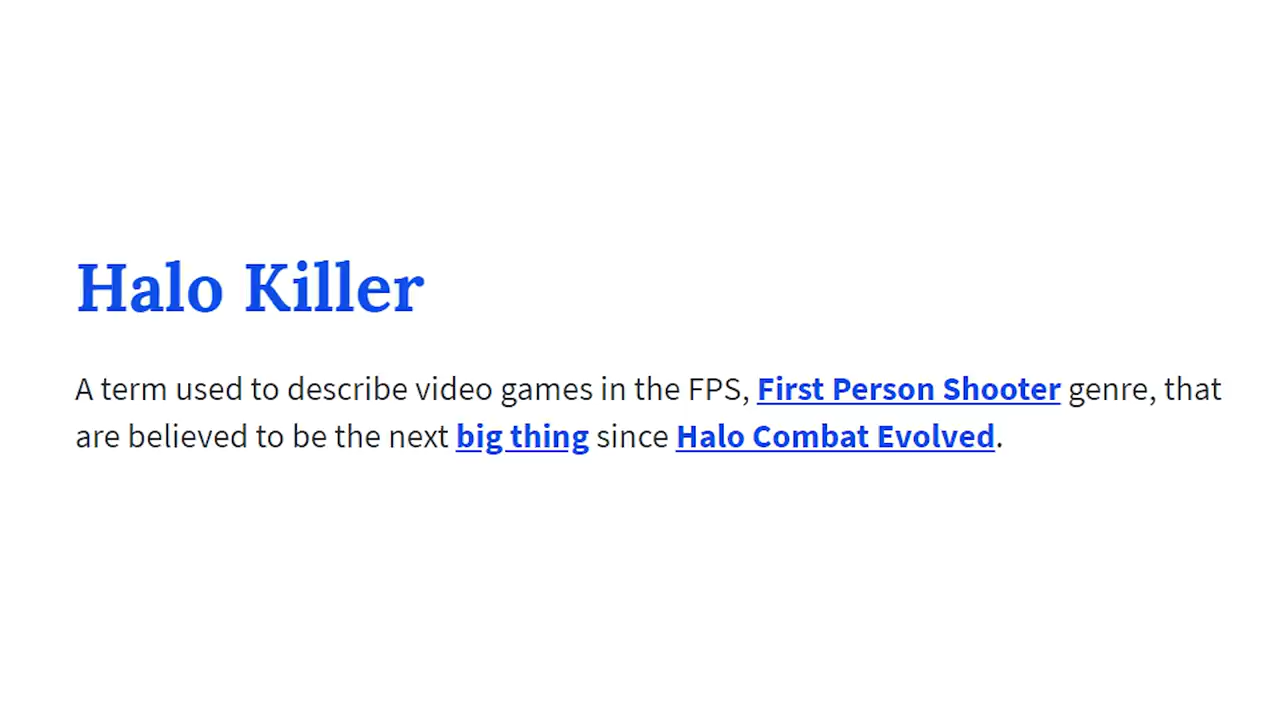 Halo Killer
A term used to describe video games in the FPS, First Person Shooter genre, that
are believed to be the next big thing since Halo Combat Evolved.